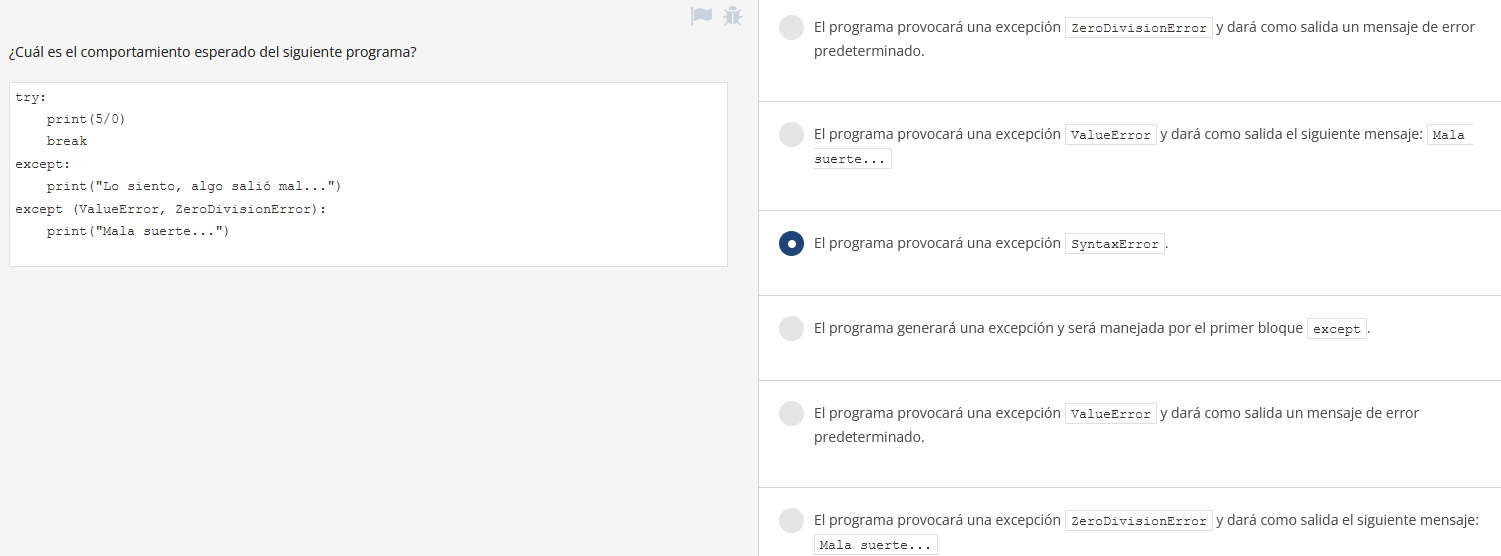 ¿Cuál es el comportamiento esperado del siguiente programa?
try:
    print(5/0)
    break
except:
    print("Lo siento, algo salió mal...")
except (ValueError, ZeroDivisionError):
    print("Mala suerte...")
El programa provocará una excepción ZeroDivisionError y dará como salida un mensaje de error
predeterminado.
El programa provocará una excepción ValueError y dará como salida el siguiente mensaje: Mala
suerte...
El programa provocará una excepción SyntaxError.
El programa generará una excepción y será manejada por el primer bloque except.
El programa provocará una excepción ValueError y dará como salida un mensaje de error
predeterminado.
El programa provocará una excepción ZeroDivisionError y dará como salida el siguiente mensaje:
Mala suerte...